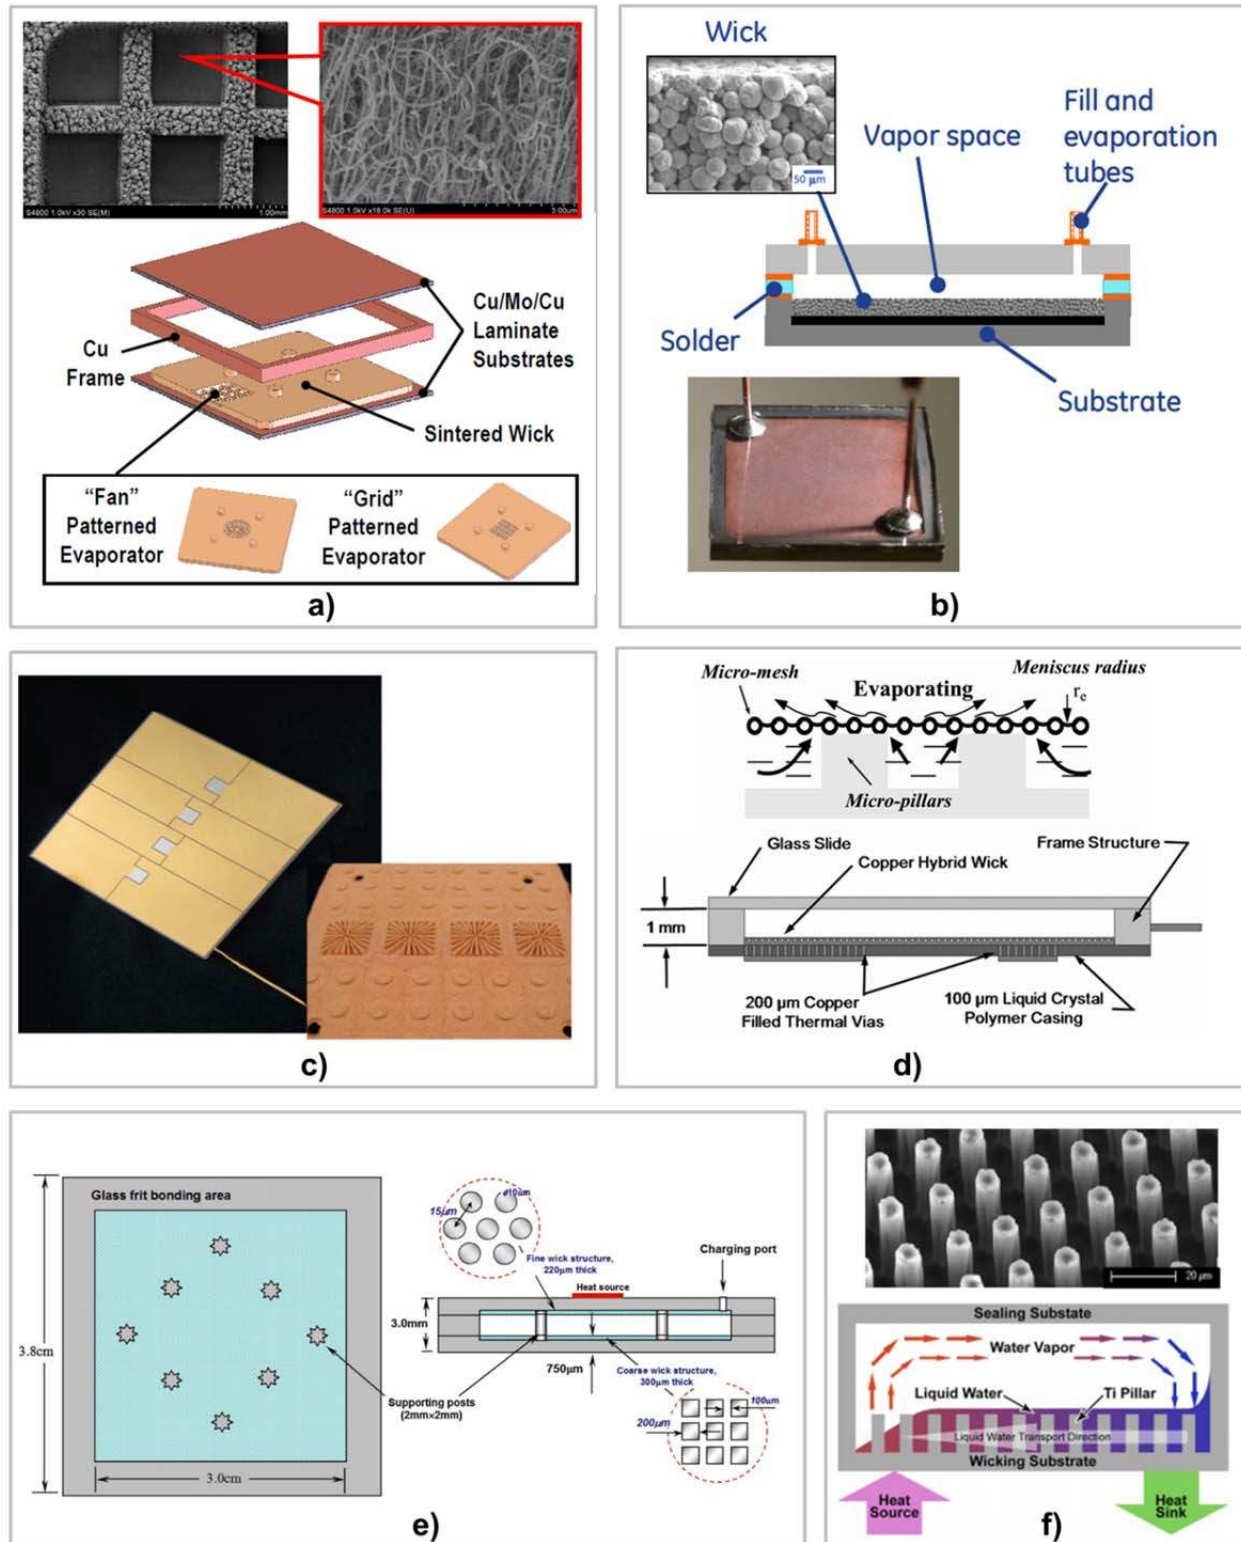 S4800 1.0kV x30 SE(M)
1.00mm
S4800 1.0kV x18.0k SE(U)
3.00um
Cu/Mo/Cu
Laminate
Substrates
Cu
Frame
Sintered Wick
“Fan”
Patterned
Evaporator
“Grid”
Patterned
Evaporator
a)
Wick
50 µm
Vapor space
Fill and
evaporation
tubes
Solder
Substrate
b)
c)
Micro-mesh
Evaporating
Meniscus radius
rc
Micro-pillars
Glass Slide
Copper Hybrid Wick
Frame Structure
1 mm
200 µm Copper
Filled Thermal Vias
100 µm Liquid Crystal
Polymer Casing
d)
Glass frit bonding area
3.8cm
3.0cm
Supporting posts
(2mm×2mm)
15µm
ø10µm
Fine wick structure,
220µm thick
Heat source
Charging port
3.0mm
750µm
Coarse wick structure,
300µm thick
100µm
200µm
e)
20 µm
Sealing Substate
Water Vapor
Liquid Water
Ti Pillar
Liquid Water Transport Direction
Wicking Substrate
Heat
Source
Heat
Sink
f)